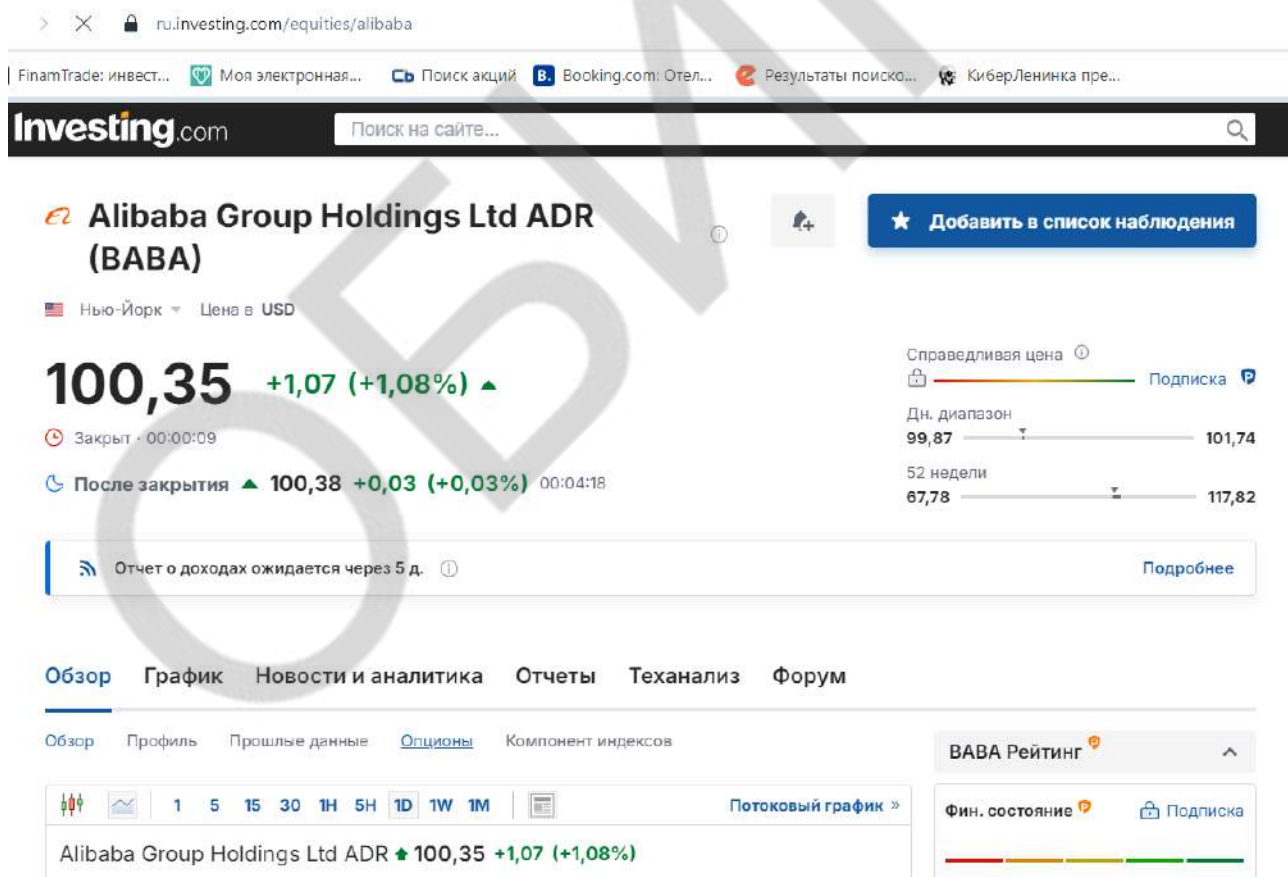 ru.investing.com/equities/alibaba
FinamTrade: инвест... Моя электронная... Сь Поиск акций B. Booking.com: Отел... Результаты поиско... КиберЛенинка пре...
Investing.com Поиск на сайте...
Alibaba Group Holdings Ltd ADR
(BABA)
Добавить в список наблюдения
Нью-Йорк Цена в USD
Справедливая цена
100,35 +1,07 (+1,08%)
Подписка
Дн. диапазон
Закрыт · 00:00:09
99,87 101,74
52 недели
После закрытия 100,38 +0,03 (+0,03%) 00:04:18
67,78 117,82
Отчет о доходах ожидается через 5 д. Подробнее
Обзор График Новости и аналитика Отчеты Теханализ Форум
Обзор Профиль Прошлые данные Опционы Компонент индексов
BABA Рейтинг
1 5 15 30 1H 5H 1D 1W 1M Потоковый график »
Фин. состояние Подписка
Alibaba Group Holdings Ltd ADR 100,35 +1,07 (+1,08%)